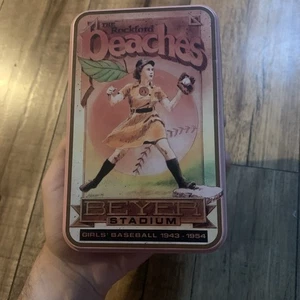 The
Rockford
Peaches
BEYER
STADIUM
GIRLS' BASEBALL 1943 - 1954